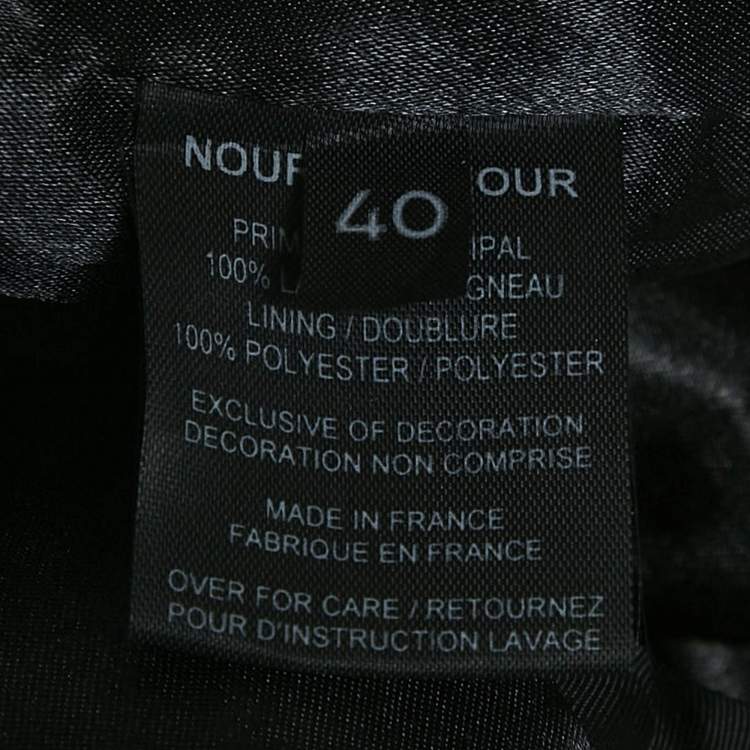 NOUR OUR
40
PRIM IPAL
100% L GNEAU
LINING / DOUBLURE
100% POLYESTER / POLYESTER
EXCLUSIVE OF DECORATION
DECORATION NON COMPRISE
MADE IN FRANCE
FABRIQUE EN FRANCE
OVER FOR CARE / RETOURNEZ
POUR D'INSTRUCTION LAVAGE